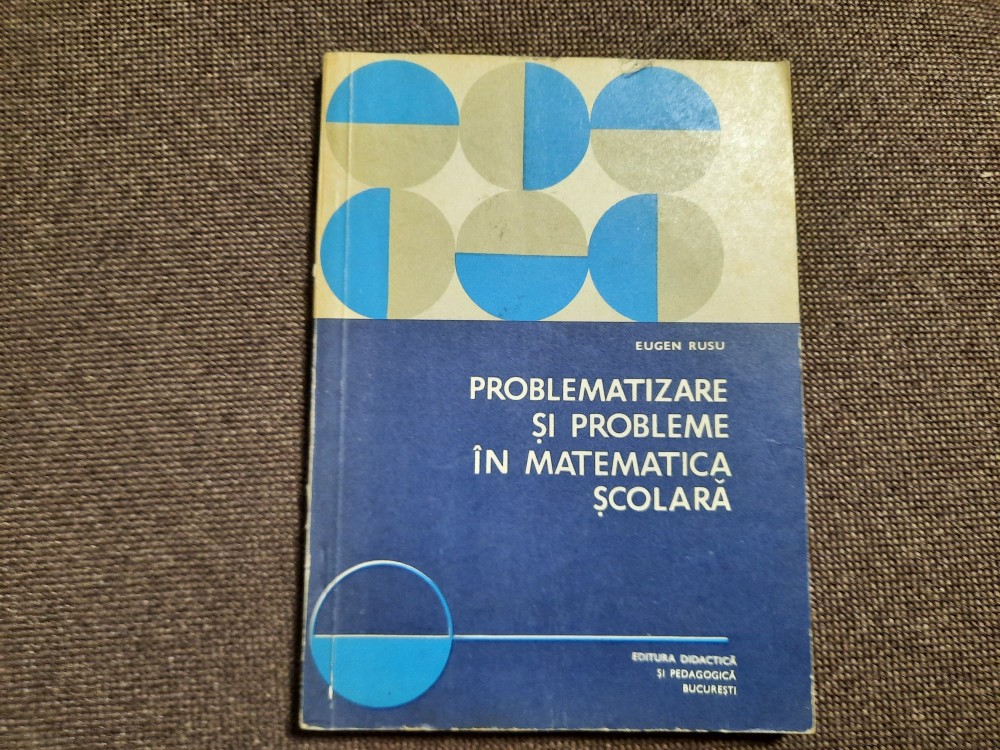 EUGEN RUSU
PROBLEMATIZARE
ȘI PROBLEME
ÎN MATEMATICA
ȘCOLARĂ
EDITURA DIDACTICĂ
ȘI PEDAGOGICĂ
BUCUREȘTI